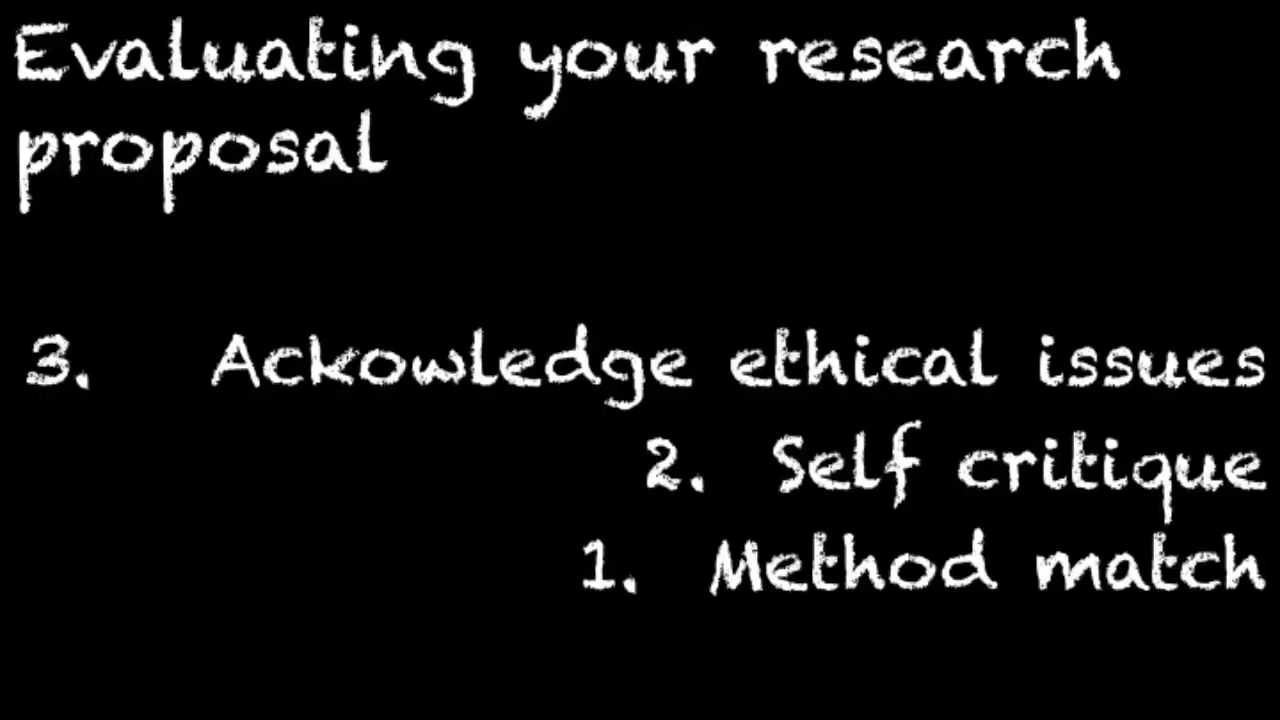 Evaluating your research
proposal
3. Ackowledge ethical issues
2. Self critique
1. Method match